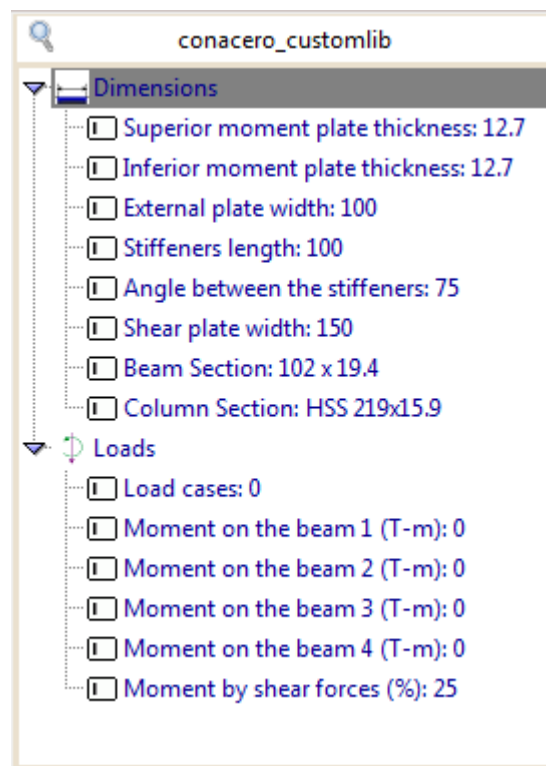 conacero_customlib
Dimensions
Superior moment plate thickness: 12.7
Inferior moment plate thickness: 12.7
External plate width: 100
Stiffeners length: 100
Angle between the stiffeners: 75
Shear plate width: 150
Beam Section: 102 x 19.4
Column Section: HSS 219x15.9
Loads
Load cases: 0
Moment on the beam 1 (T-m): 0
Moment on the beam 2 (T-m): 0
Moment on the beam 3 (T-m): 0
Moment on the beam 4 (T-m): 0
Moment by shear forces (%): 25